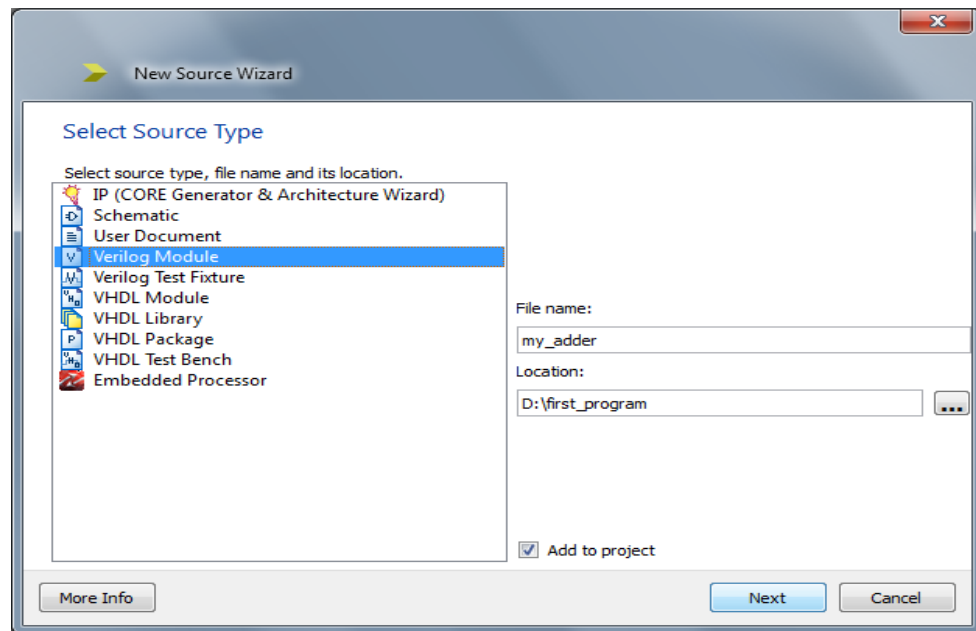 New Source Wizard
Select Source Type
Select source type, file name and its location.
IP (CORE Generator & Architecture Wizard)
Schematic
User Document
Verilog Module
Verilog Test Fixture
VHDL Module
VHDL Library
VHDL Package
VHDL Test Bench
Embedded Processor
File name:
my_adder
Location:
D:\first_program
...
Add to project
More Info
Next
Cancel